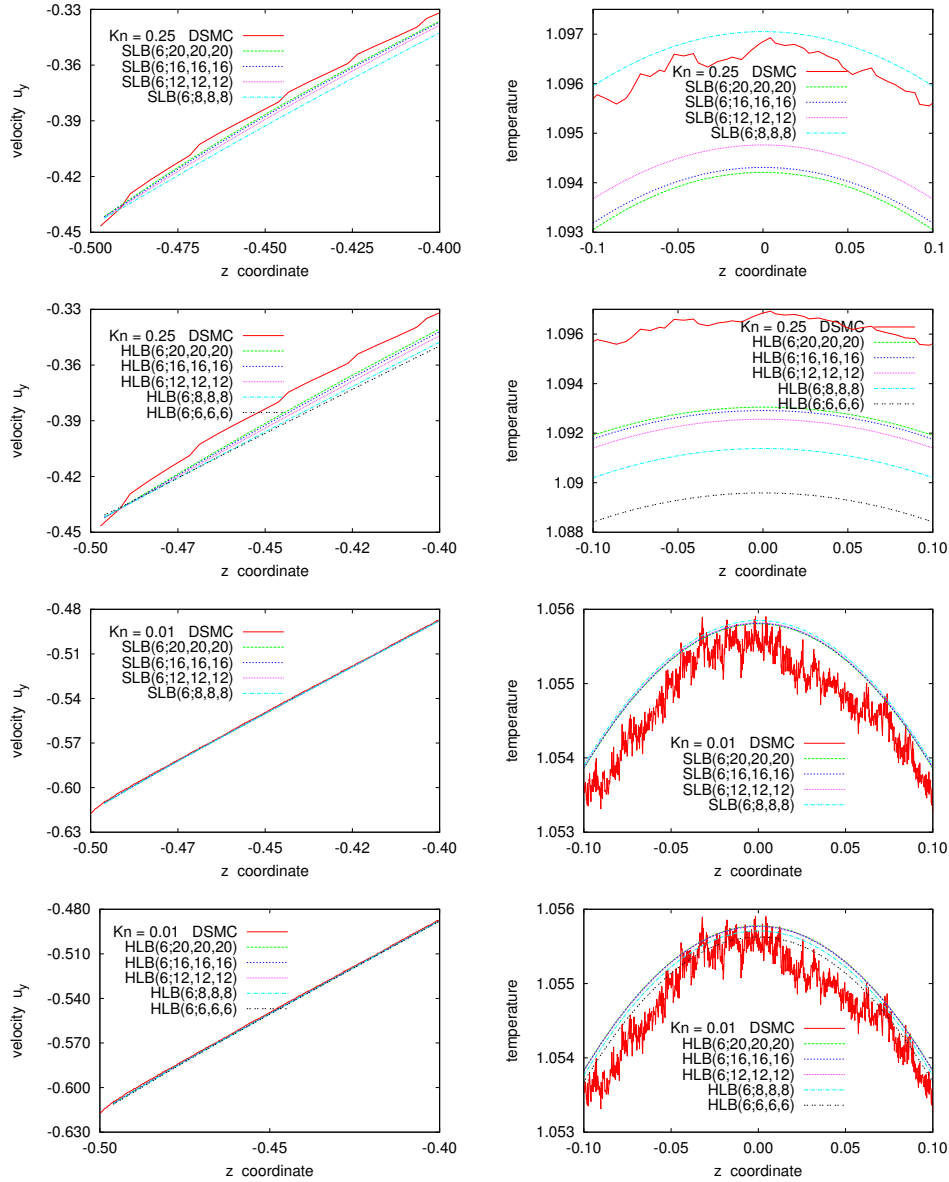 -0.33
-0.36
-0.39
-0.42
-0.45
velocity u_y
Kn = 0.25 DSMC
SLB(6;20,20,20)
SLB(6;16,16,16)
SLB(6;12,12,12)
SLB(6;8,8,8)
-0.500
-0.475
-0.450
-0.425
-0.400
z coordinate
1.097
1.096
1.095
1.094
1.093
temperature
Kn = 0.25 DSMC
SLB(6;20,20,20)
SLB(6;16,16,16)
SLB(6;12,12,12)
SLB(6;8,8,8)
-0.1
-0.05
0
0.05
0.1
z coordinate
-0.33
-0.36
-0.39
-0.42
-0.45
velocity u_y
Kn = 0.25 DSMC
HLB(6;20,20,20)
HLB(6;16,16,16)
HLB(6;12,12,12)
HLB(6;8,8,8)
HLB(6;6,6,6)
-0.50
-0.47
-0.45
-0.42
-0.40
z coordinate
1.096
1.094
1.092
1.09
1.088
temperature
Kn = 0.25 DSMC
HLB(6;20,20,20)
HLB(6;16,16,16)
HLB(6;12,12,12)
HLB(6;8,8,8)
HLB(6;6,6,6)
-0.10
-0.05
0.00
0.05
0.10
z coordinate
-0.48
-0.51
-0.54
-0.57
-0.60
-0.63
velocity u_y
Kn = 0.01 DSMC
SLB(6;20,20,20)
SLB(6;16,16,16)
SLB(6;12,12,12)
SLB(6;8,8,8)
-0.50
-0.47
-0.45
-0.42
-0.40
z coordinate
1.056
1.055
1.054
1.053
temperature
Kn = 0.01 DSMC
SLB(6;20,20,20)
SLB(6;16,16,16)
SLB(6;12,12,12)
SLB(6;8,8,8)
-0.10
-0.05
0.00
0.05
0.10
z coordinate
-0.480
-0.510
-0.540
-0.570
-0.600
-0.630
velocity u_y
Kn = 0.01 DSMC
HLB(6;20,20,20)
HLB(6;16,16,16)
HLB(6;12,12,12)
HLB(6;8,8,8)
HLB(6;6,6,6)
-0.50
-0.45
-0.40
z coordinate
1.056
1.055
1.054
1.053
temperature
Kn = 0.01 DSMC
HLB(6;20,20,20)
HLB(6;16,16,16)
HLB(6;12,12,12)
HLB(6;8,8,8)
HLB(6;6,6,6)
-0.10
-0.05
0.00
0.05
0.10
z coordinate